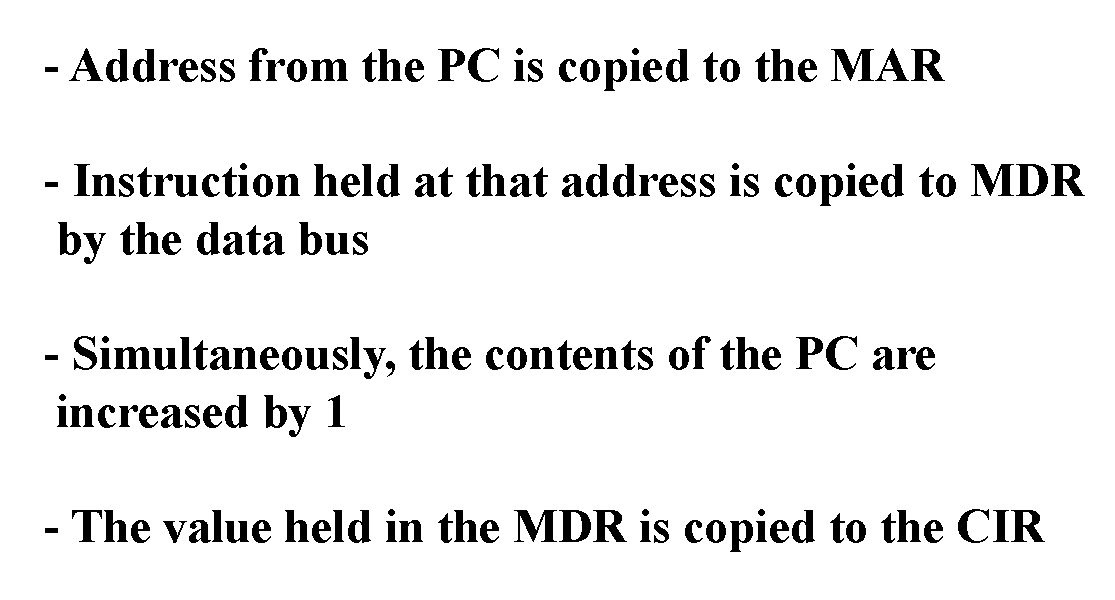 - Address from the PC is copied to the MAR
- Instruction held at that address is copied to MDR
by the data bus
- Simultaneously, the contents of the PC are
increased by 1
- The value held in the MDR is copied to the CIR